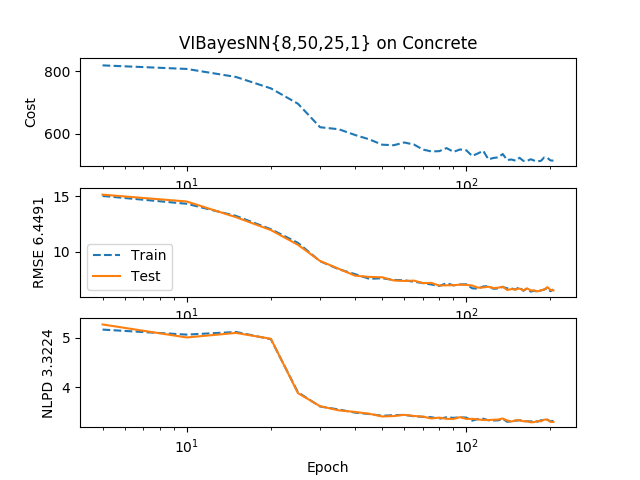 VIBayesNN{8,50,25,1} on Concrete
Cost
800
600
10¹
10²
RMSE 6.4491
15
10
Train
Test
10¹
10²
NLPD 3.3224
5
4
10¹
10²
Epoch